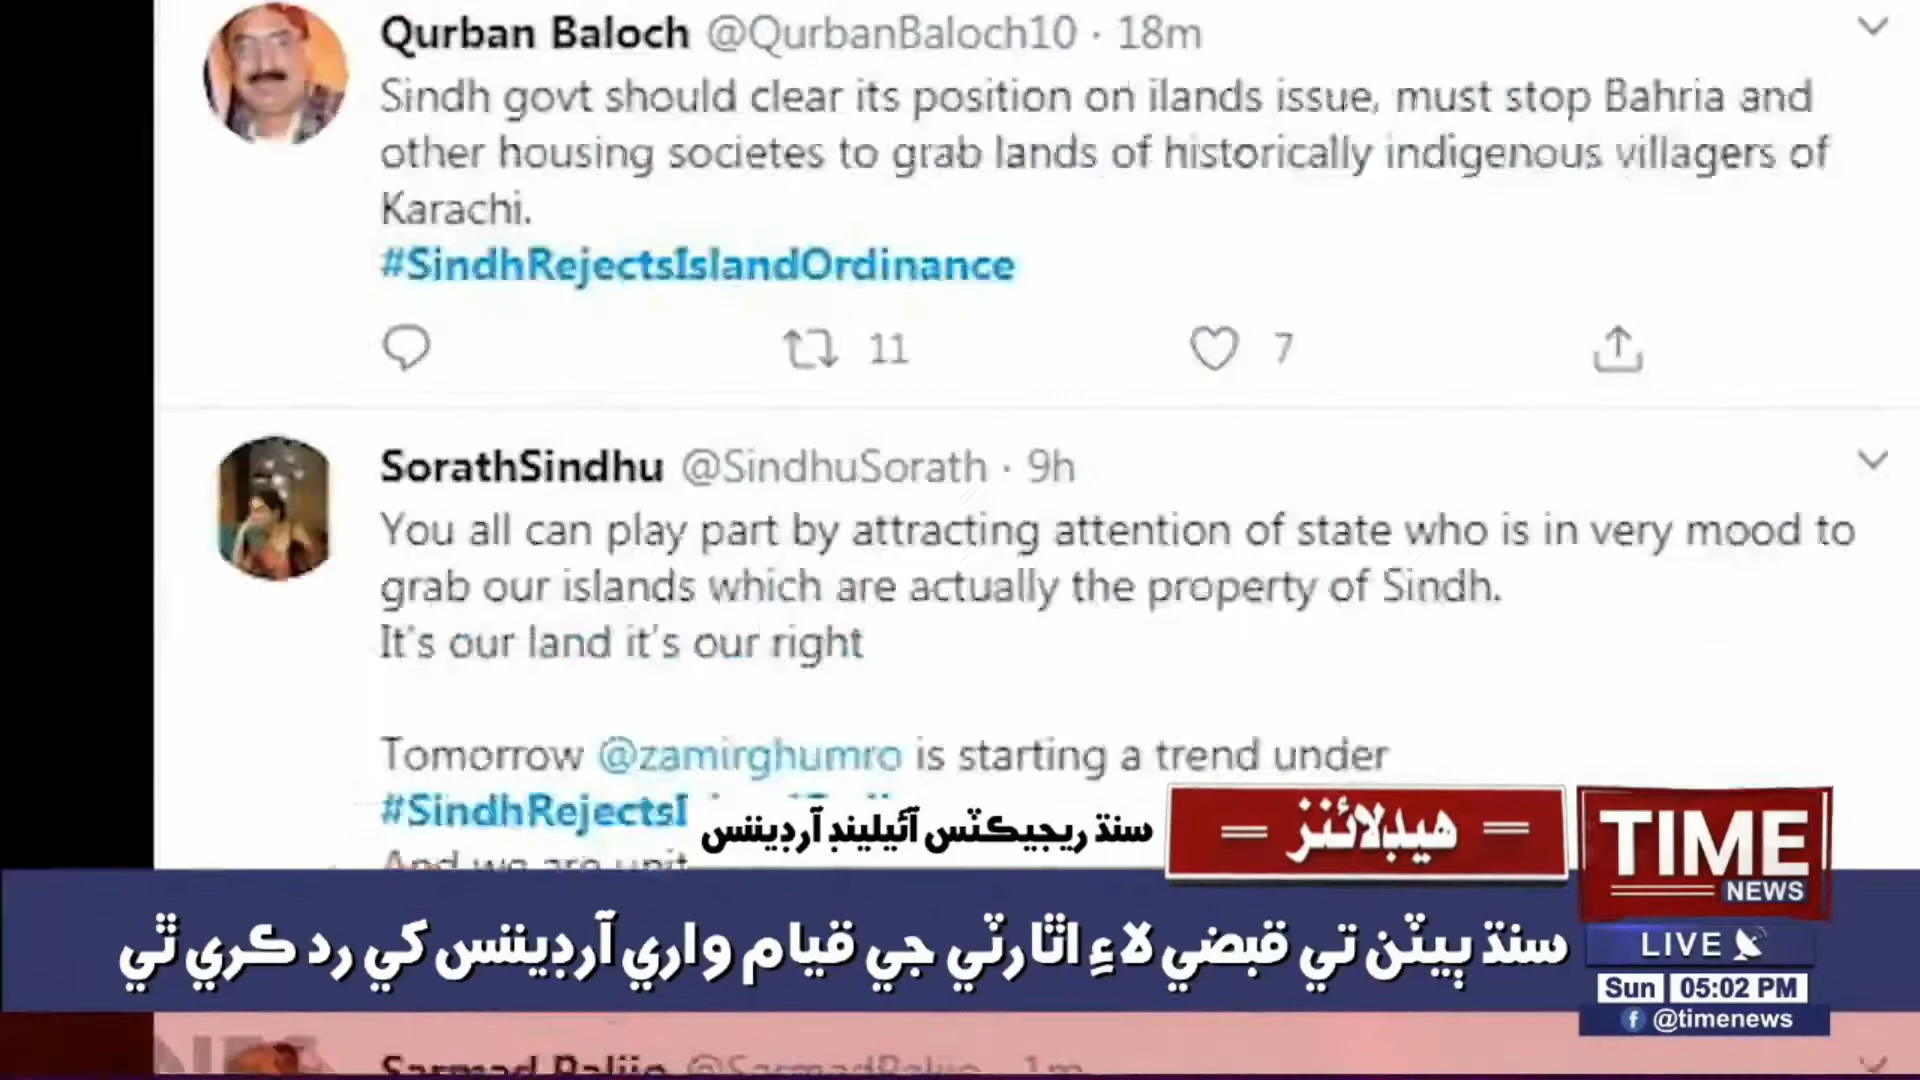 Qurban Baloch @QurbanBaloch10 · 18m
Sindh govt should clear its position on ilands issue, must stop Bahria and
other housing societes to grab lands of historically indigenous villagers of
Karachi.
#SindhRejectsIslandOrdinance
11 7
SorathSindhu @SindhuSorath · 9h
You all can play part by attracting attention of state who is in very mood to
grab our islands which are actually the property of Sindh.
It's our land it's our right
Tomorrow @zamirghumro is starting a trend under
#SindhRejectsI
And we are unit
سنڌ ريجيڪٽس آئيلينڊ آرڊيننس
هيڊلائنز
TIME
NEWS
سنڌ ٻيٽن تي قبضي لاءِ اٿارٽي جي قيام واري آرڊيننس کي رد ڪري ٿي
LIVE
Sun 05:02 PM
@timenews
Sarmad Palijo @SarmadPalijo · 1m